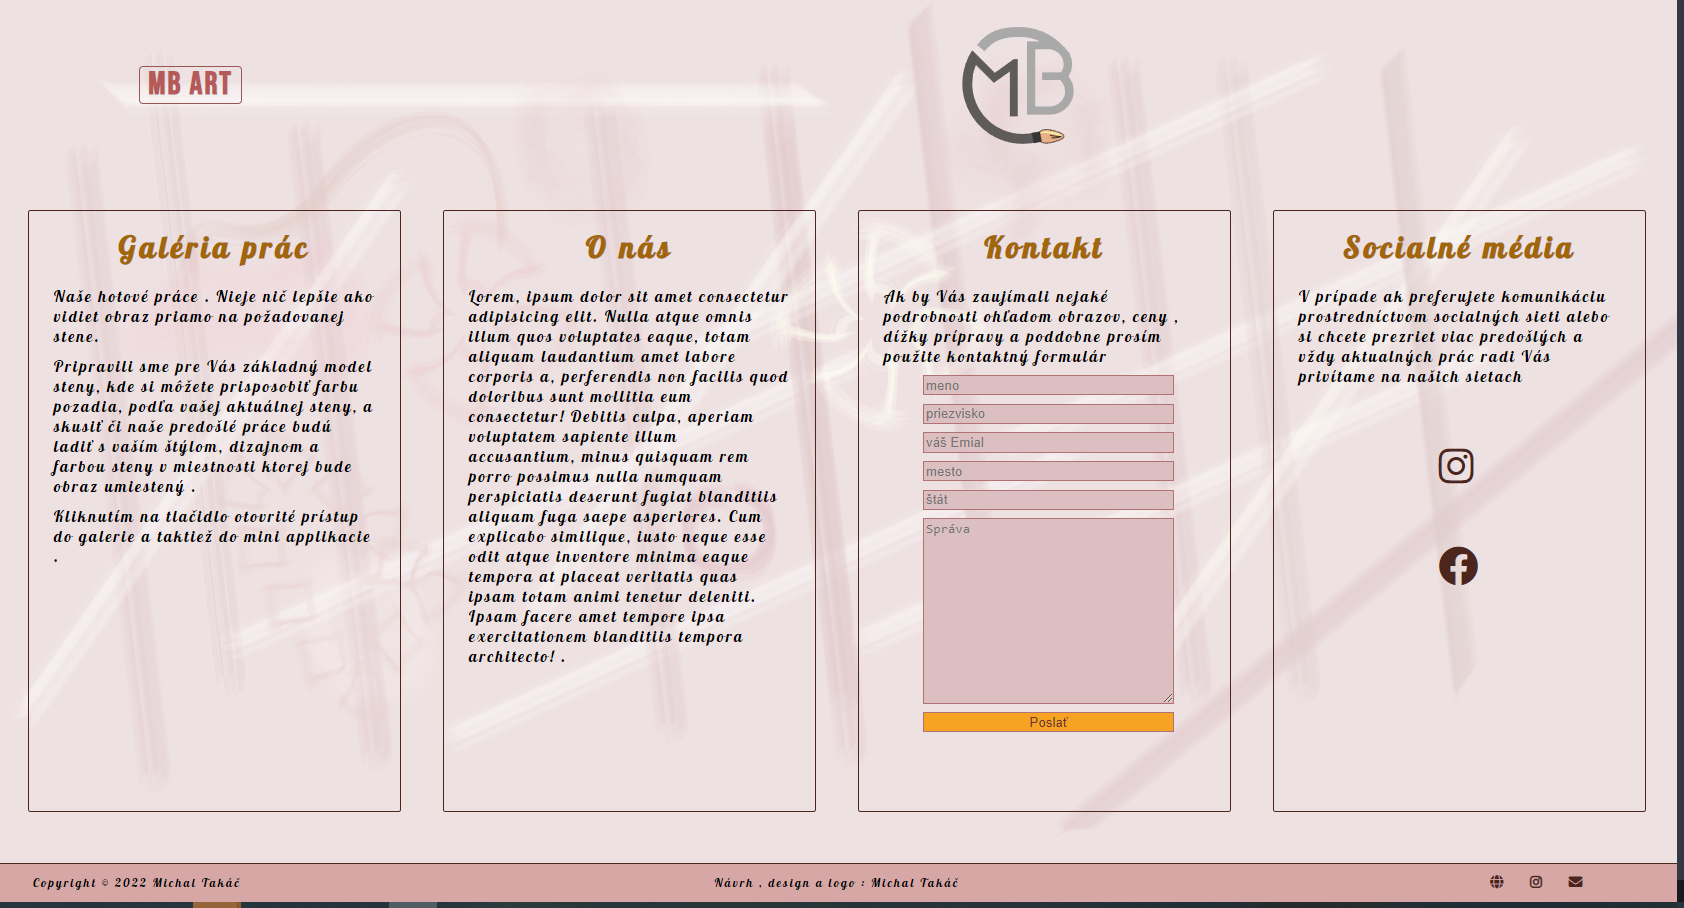 MB ART
MB
Galéria prác
Naše hotové práce . Nieje nič lepšie ako
vidiet obraz priamo na požadovanej
stene.
Pripravili sme pre Vás základný model
steny, kde si môžete prisposobiť farbu
pozadia, podľa vašej aktuálnej steny, a
skusiť či naše predošlé práce budú
ladiť s vaším štýlom, dizajnom a
farbou steny v miestnosti ktorej bude
obraz umiestený .
Kliknutím na tlačidlo otovrité prístup
do galerie a taktiež do mini applikacie
.
O nás
Lorem, ipsum dolor sit amet consectetur
adipisicing elit. Nulla atque omnis
illum quos voluptates eaque, totam
aliquam laudantium amet labore
corporis a, perferendis non facilis quod
doloribus sunt mollitia eum
consectetur! Debitis culpa, aperiam
voluptatem sapiente illum
accusantium, minus quisquam rem
porro possimus nulla numquam
perspiciatis deserunt fugiat blanditiis
aliquam fuga saepe asperiores. Cum
explicabo similique, iusto neque esse
odit atque inventore minima eaque
tempora at placeat veritatis quas
ipsam totam animi tenetur deleniti.
Ipsam facere amet tempore ipsa
exercitationem blanditiis tempora
architecto! .
Kontakt
Ak by Vás zaujímali nejaké
podrobnosti ohľadom obrazov, ceny ,
dížky prípravy a poddobne prosím
použite kontaktný formulár
meno
priezvisko
váš Emial
mesto
štát
Správa
Poslať
Socialné média
V prípade ak preferujete komunikáciu
prostredníctvom socialných sieti alebo
si chcete prezriet viac predošlých a
vždy aktualných prác radi Vás
privítame na našich sietach
Copyright © 2022 Michal Takáč
Návrh , design a logo : Michal Takáč